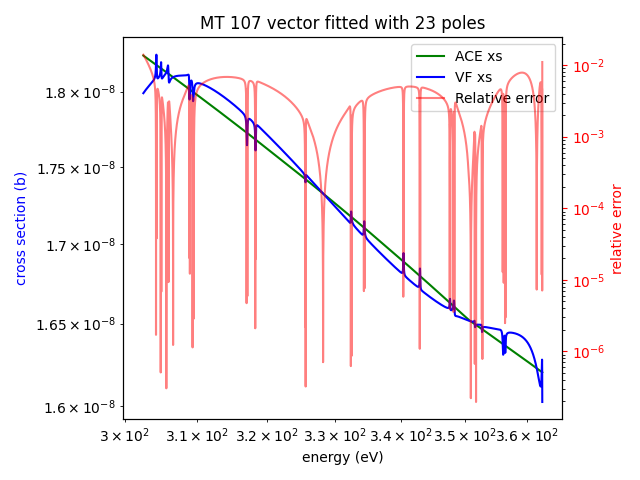 MT 107 vector fitted with 23 poles
ACE xs
VF xs
Relative error
cross section (b)
1.8 × 10⁻⁸
1.75 × 10⁻⁸
1.7 × 10⁻⁸
1.65 × 10⁻⁸
1.6 × 10⁻⁸
10⁻²
10⁻³
10⁻⁴
10⁻⁵
10⁻⁶
relative error
3 × 10² 3.1 × 10² 3.2 × 10² 3.3 × 10² 3.4 × 10² 3.5 × 10² 3.6 × 10²
energy (eV)